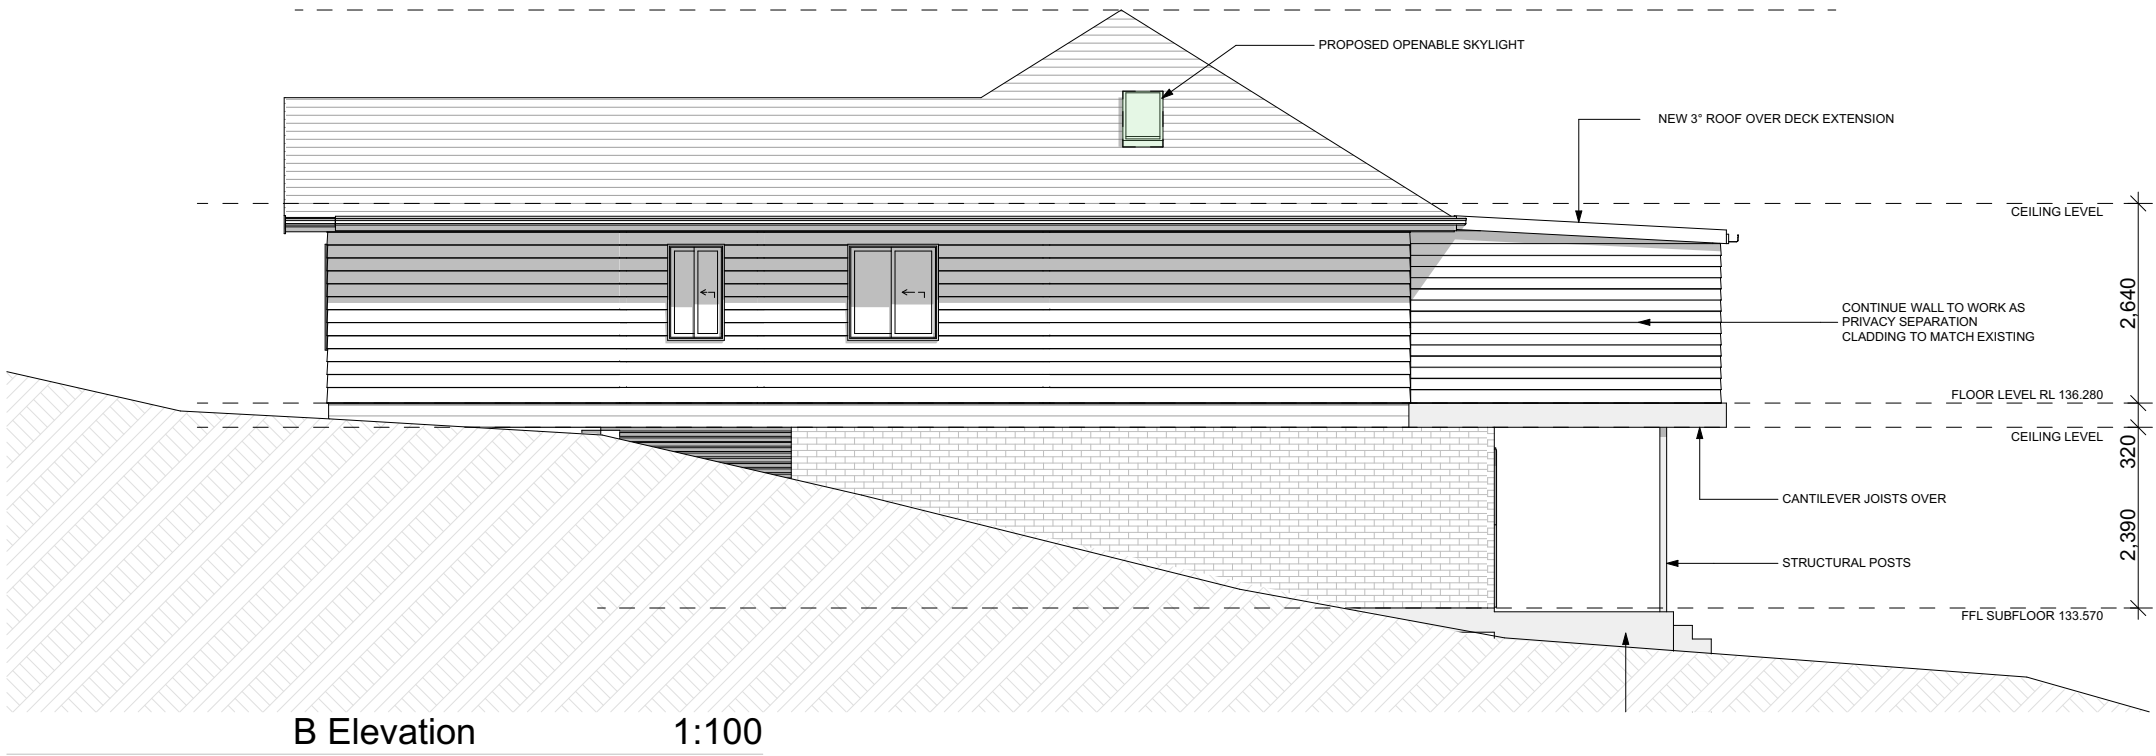 PROPOSED OPENABLE SKYLIGHT
NEW 3° ROOF OVER DECK EXTENSION
CEILING LEVEL
2,640
CONTINUE WALL TO WORK AS
PRIVACY SEPARATION
CLADDING TO MATCH EXISTING
FLOOR LEVEL RL 136.280
CEILING LEVEL
320
CANTILEVER JOISTS OVER
2,390
STRUCTURAL POSTS
FFL SUBFLOOR 133.570
B Elevation 1:100